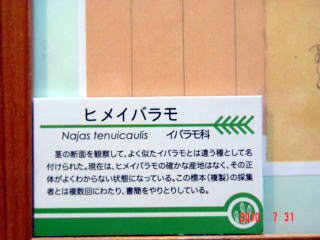 ヒメイバラモ
Najas tenuicaulis イバラモ科
茎の断面を観察して、よく似たイバラモとは違う種として名
付けられた。現在は、ヒメイバラモの確かな産地はなく、その正
体がよくわからない状態になっている。この標本(複製)の採集
者とは複数回にわたり、書簡をやりとりしている。
2010 7 31